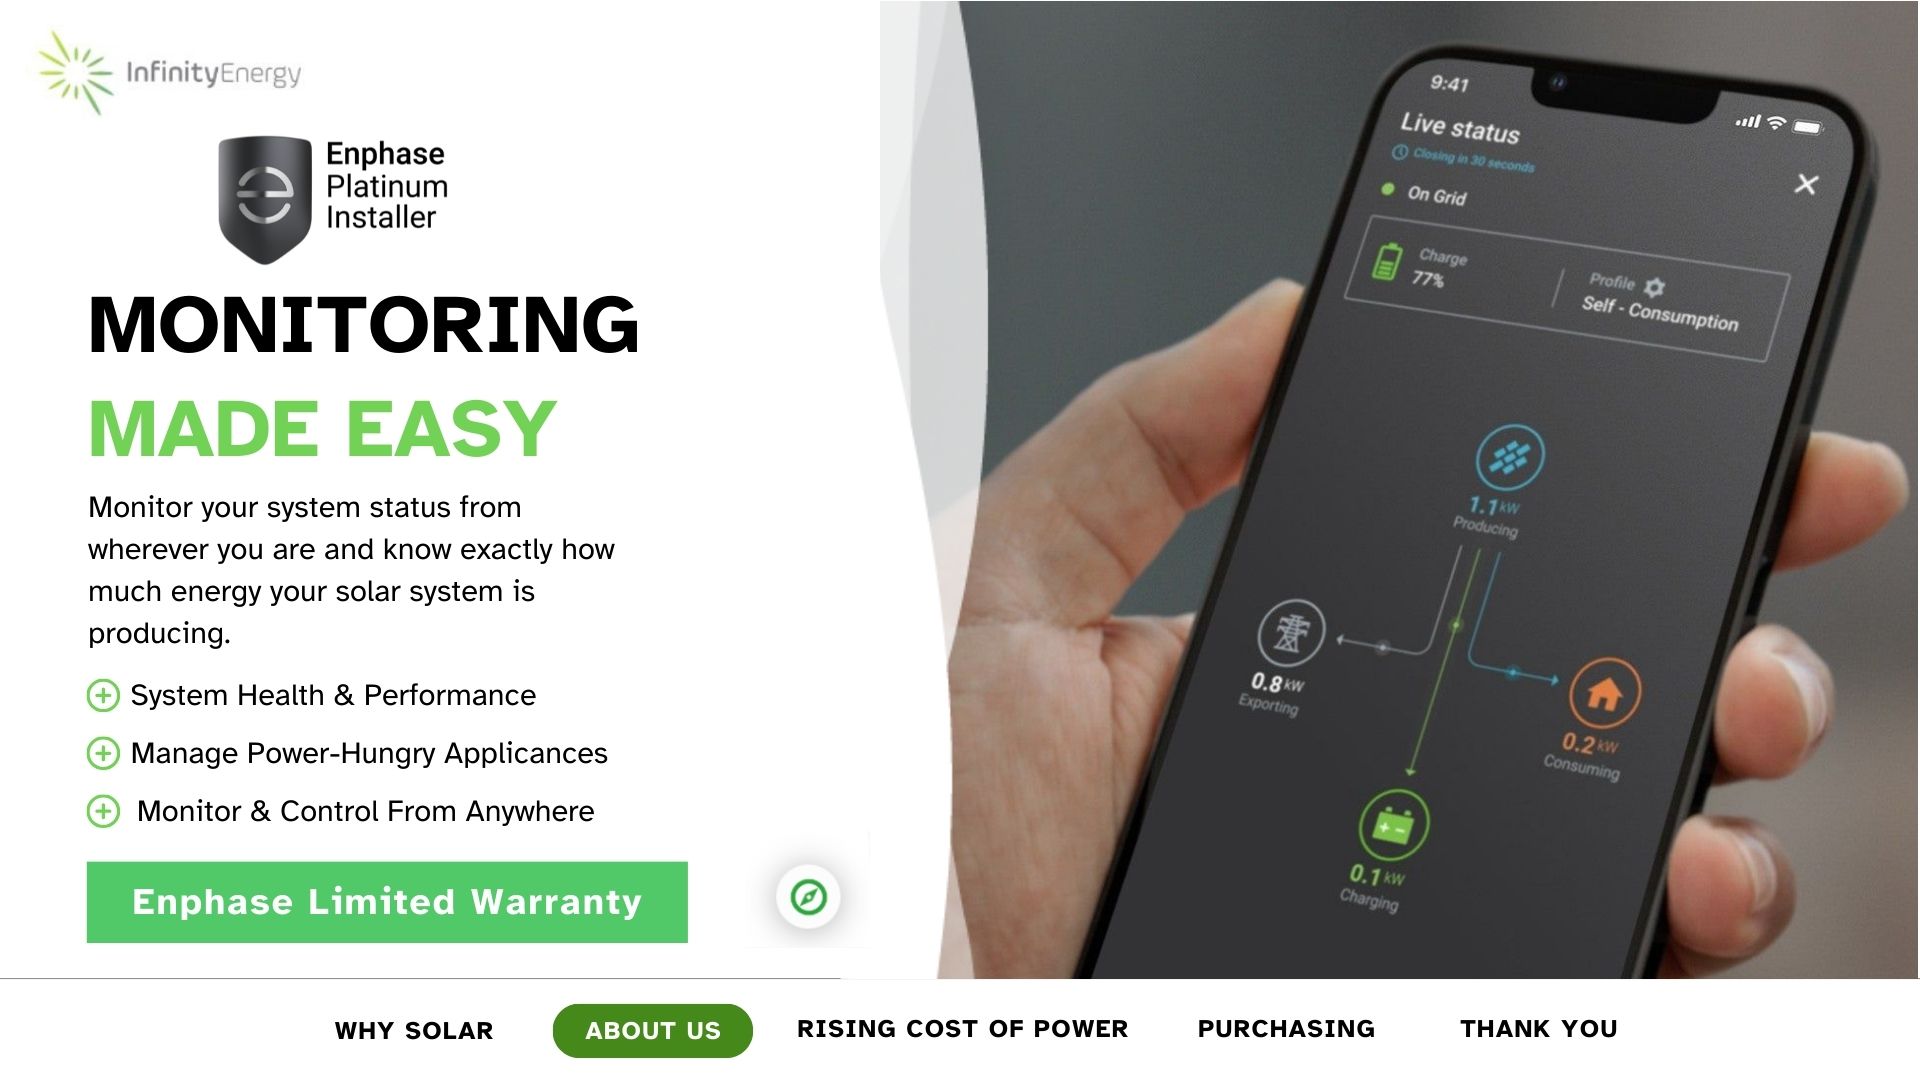 InfinityEnergy
Enphase
Platinum
Installer
MONITORING
MADE EASY
Monitor your system status from
wherever you are and know exactly how
much energy your solar system is
producing.
System Health & Performance
Manage Power-Hungry Applicances
Monitor & Control From Anywhere
Enphase Limited Warranty
9:41
Live status
Closing in 30 seconds
On Grid
Charge
77%
Profile
Self - Consumption
1.1 kW
Producing
0.8 kW
Exporting
0.2 kW
Consuming
0.1 kW
Charging
WHY SOLAR
ABOUT US
RISING COST OF POWER
PURCHASING
THANK YOU